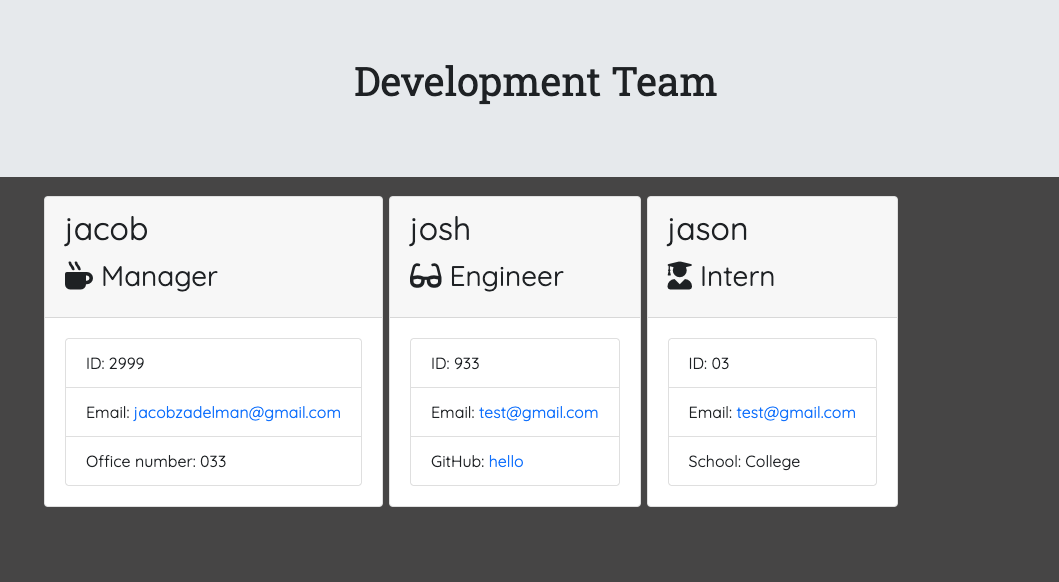 Development Team
jacob
Manager
ID: 2999
Email: jacobzadelman@gmail.com
Office number: 033
josh
Engineer
ID: 933
Email: test@gmail.com
GitHub: hello
jason
Intern
ID: 03
Email: test@gmail.com
School: College